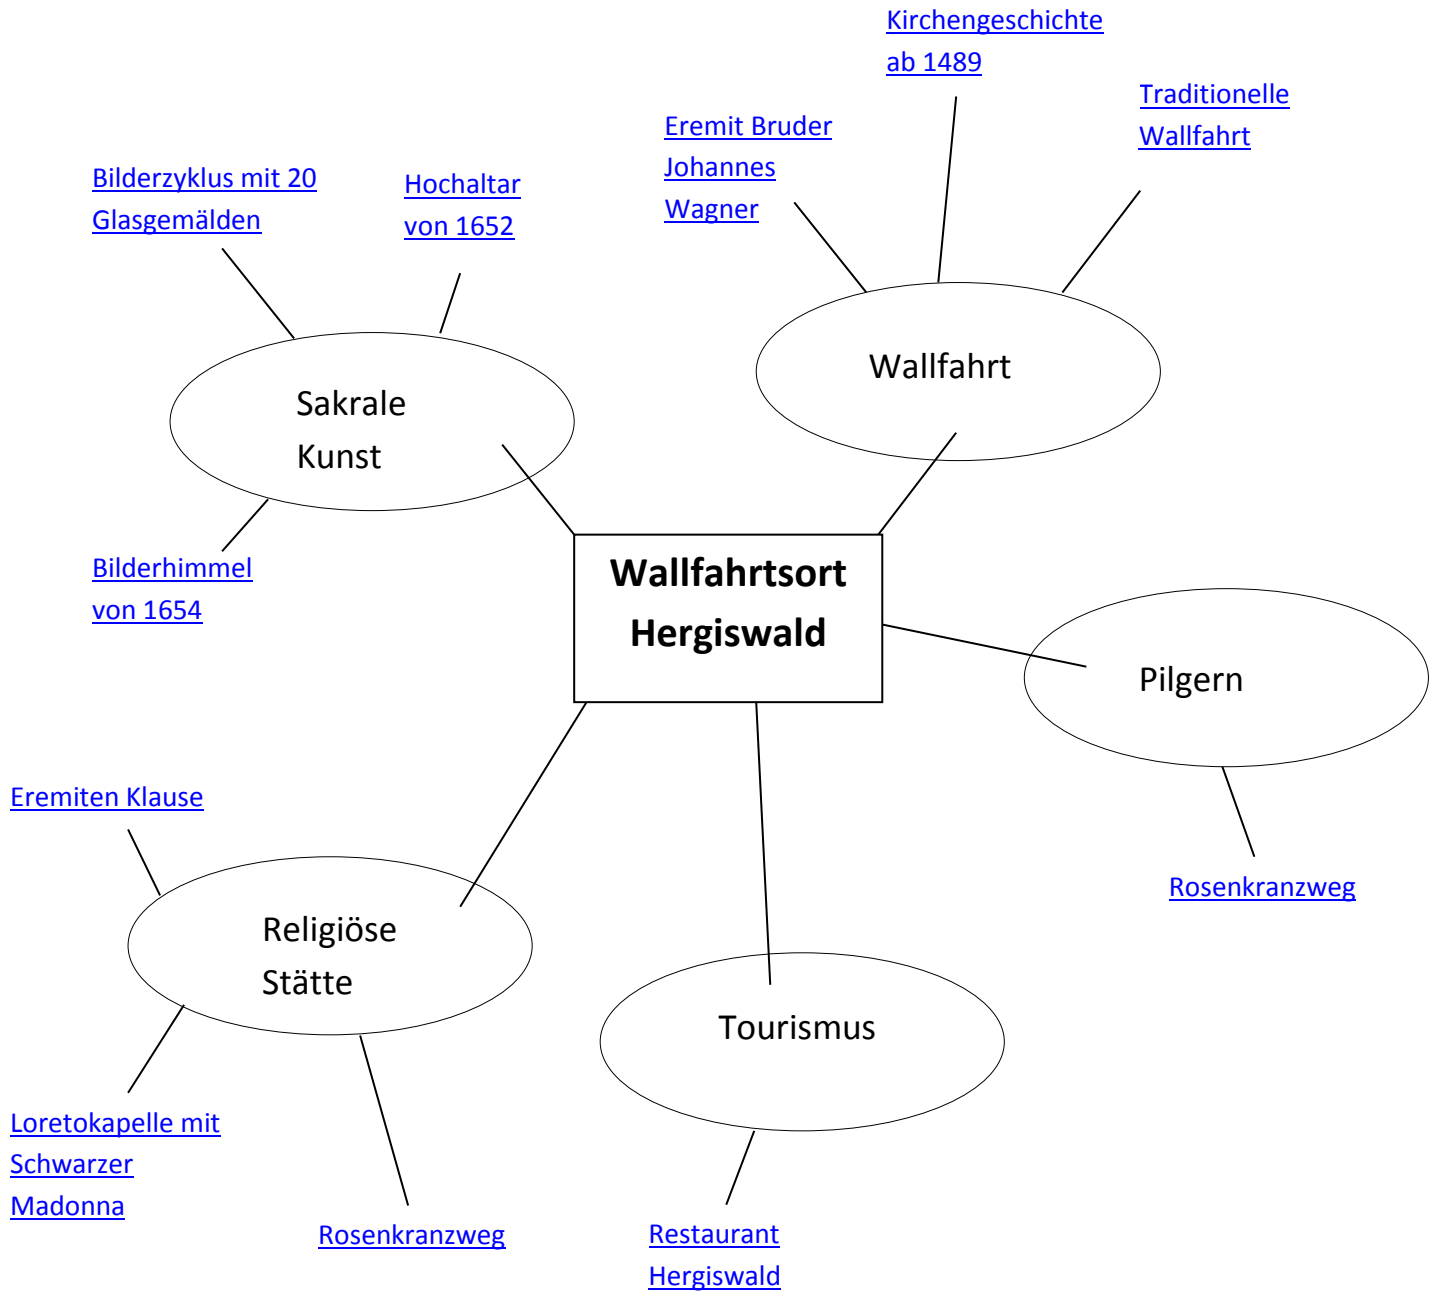 Kirchengeschichte
ab 1489
Traditionelle
Wallfahrt
Eremit Bruder
Johannes
Wagner
Bilderzyklus mit 20
Glasgemälden
Hochaltar
von 1652
Wallfahrt
Sakrale
Kunst
Bilderhimmel
von 1654
Wallfahrtsort
Hergiswald
Pilgern
Eremiten Klause
Rosenkranzweg
Religiöse
Stätte
Tourismus
Loretokapelle mit
Schwarzer
Madonna
Rosenkranzweg
Restaurant
Hergiswald